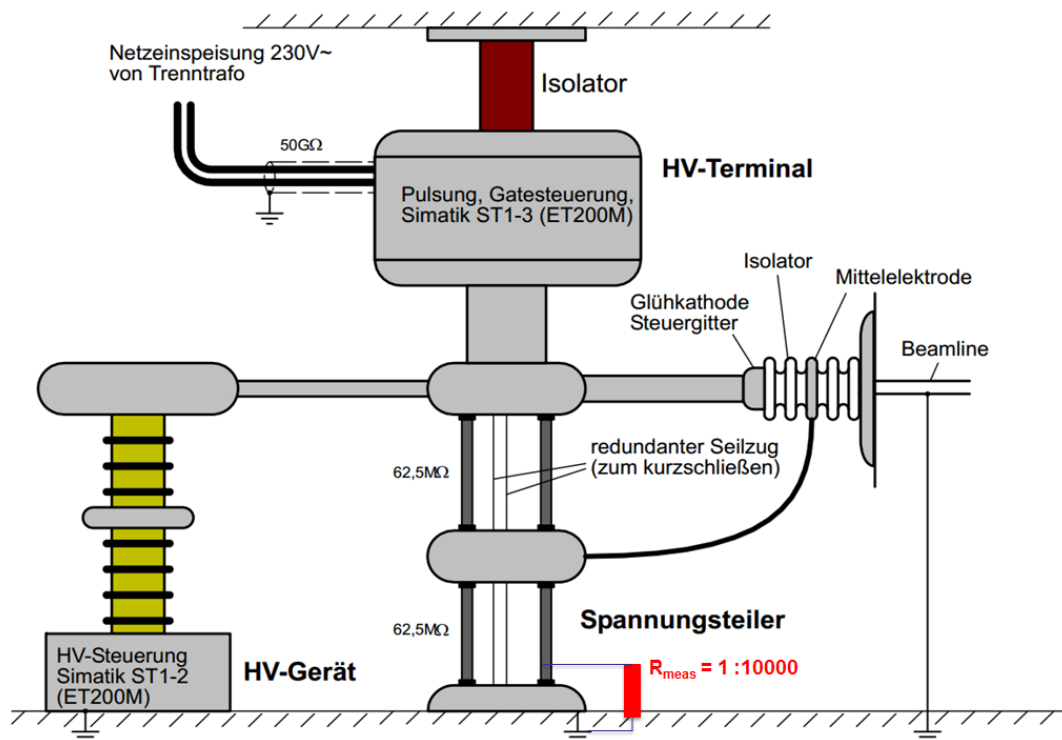 Netzeinspeisung 230V~
von Trenntrafo
Isolator
50GΩ
HV-Terminal
Pulsung, Gatesteuerung,
Simatik ST1-3 (ET200M)
Isolator
Mittelelektrode
Glühkathode
Steuergitter
Beamline
redundanter Seilzug
(zum kurzschließen)
62,5MΩ
62,5MΩ
Spannungsteiler
HV-Steuerung
Simatik ST1-2
(ET200M)
HV-Gerät
Rmeas = 1 :10000